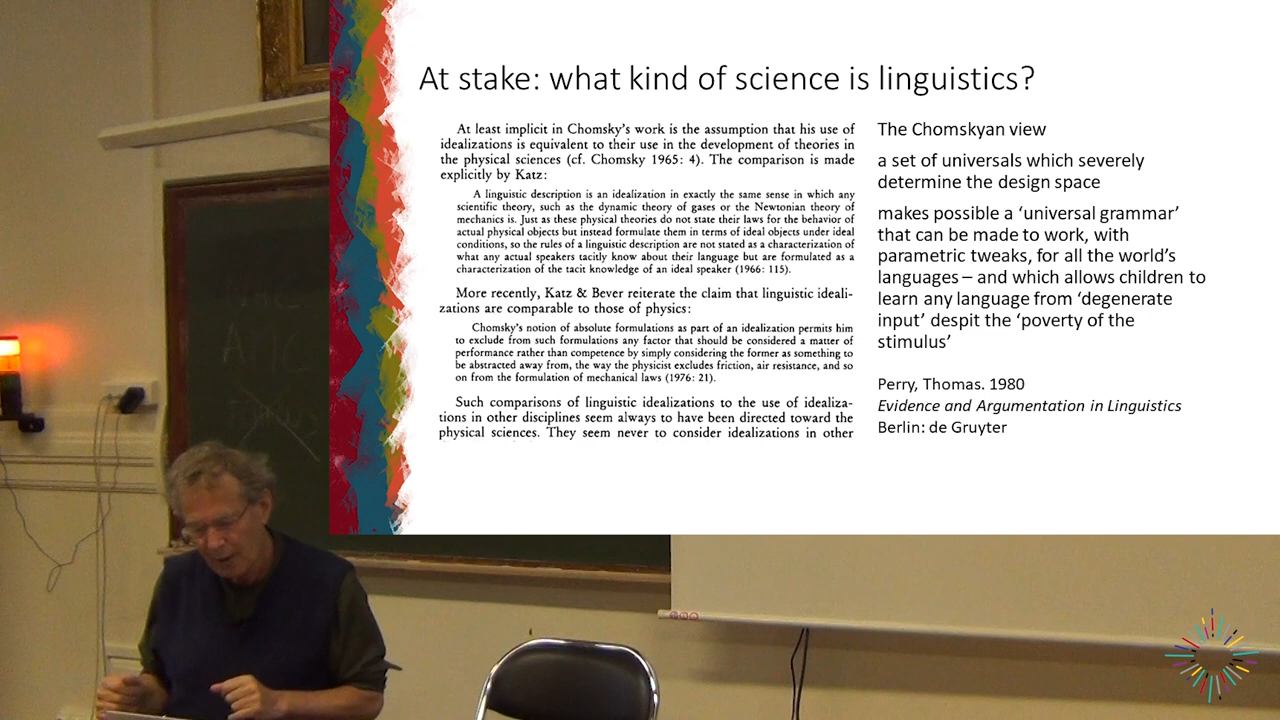 At stake: what kind of science is linguistics?
At least implicit in Chomsky's work is the assumption that his use of
idealizations is equivalent to their use in the development of theories in
the physical sciences (cf. Chomsky 1965: 4). The comparison is made
explicitly by Katz:
A linguistic description is an idealization in exactly the same sense in which any
scientific theory, such as the dynamic theory of gases or the Newtonian theory of
mechanics is. Just as these physical theories do not state their laws for the behavior of
actual physical objects but instead formulate them in terms of ideal objects under ideal
conditions, so the rules of a linguistic description are not stated as a characterization of
what any actual speakers tacitly know about their language but are formulated as a
characterization of the tacit knowledge of an ideal speaker (1966: 115).
More recently, Katz & Bever reiterate the claim that linguistic ideali-
zations are comparable to those of physics:
Chomsky's notion of absolute formulations as part of an idealization permits him
to exclude from such formulations any factor that should be considered a matter of
performance rather than competence by simply considering the former as something to
be abstracted away from, the way the physicist excludes friction, air resistance, and so
on from the formulation of mechanical laws (1976: 21).
Such comparisons of linguistic idealizations to the use of idealiza-
tions in other disciplines seem always to have been directed toward the
physical sciences. They seem never to consider idealizations in other
The Chomskyan view
a set of universals which severely
determine the design space
makes possible a 'universal grammar'
that can be made to work, with
parametric tweaks, for all the world's
languages – and which allows children to
learn any language from 'degenerate
input' despit the 'poverty of the
stimulus'
Perry, Thomas. 1980
Evidence and Argumentation in Linguistics
Berlin: de Gruyter